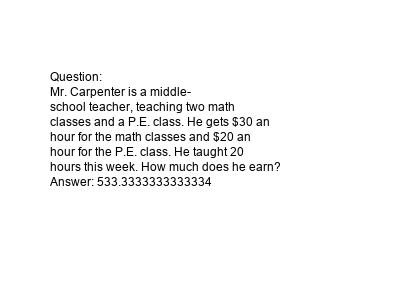 Question:
Mr. Carpenter is a middle-
school teacher, teaching two math
classes and a P.E. class. He gets $30 an
hour for the math classes and $20 an
hour for the P.E. class. He taught 20
hours this week. How much does he earn?
Answer: 533.3333333333334